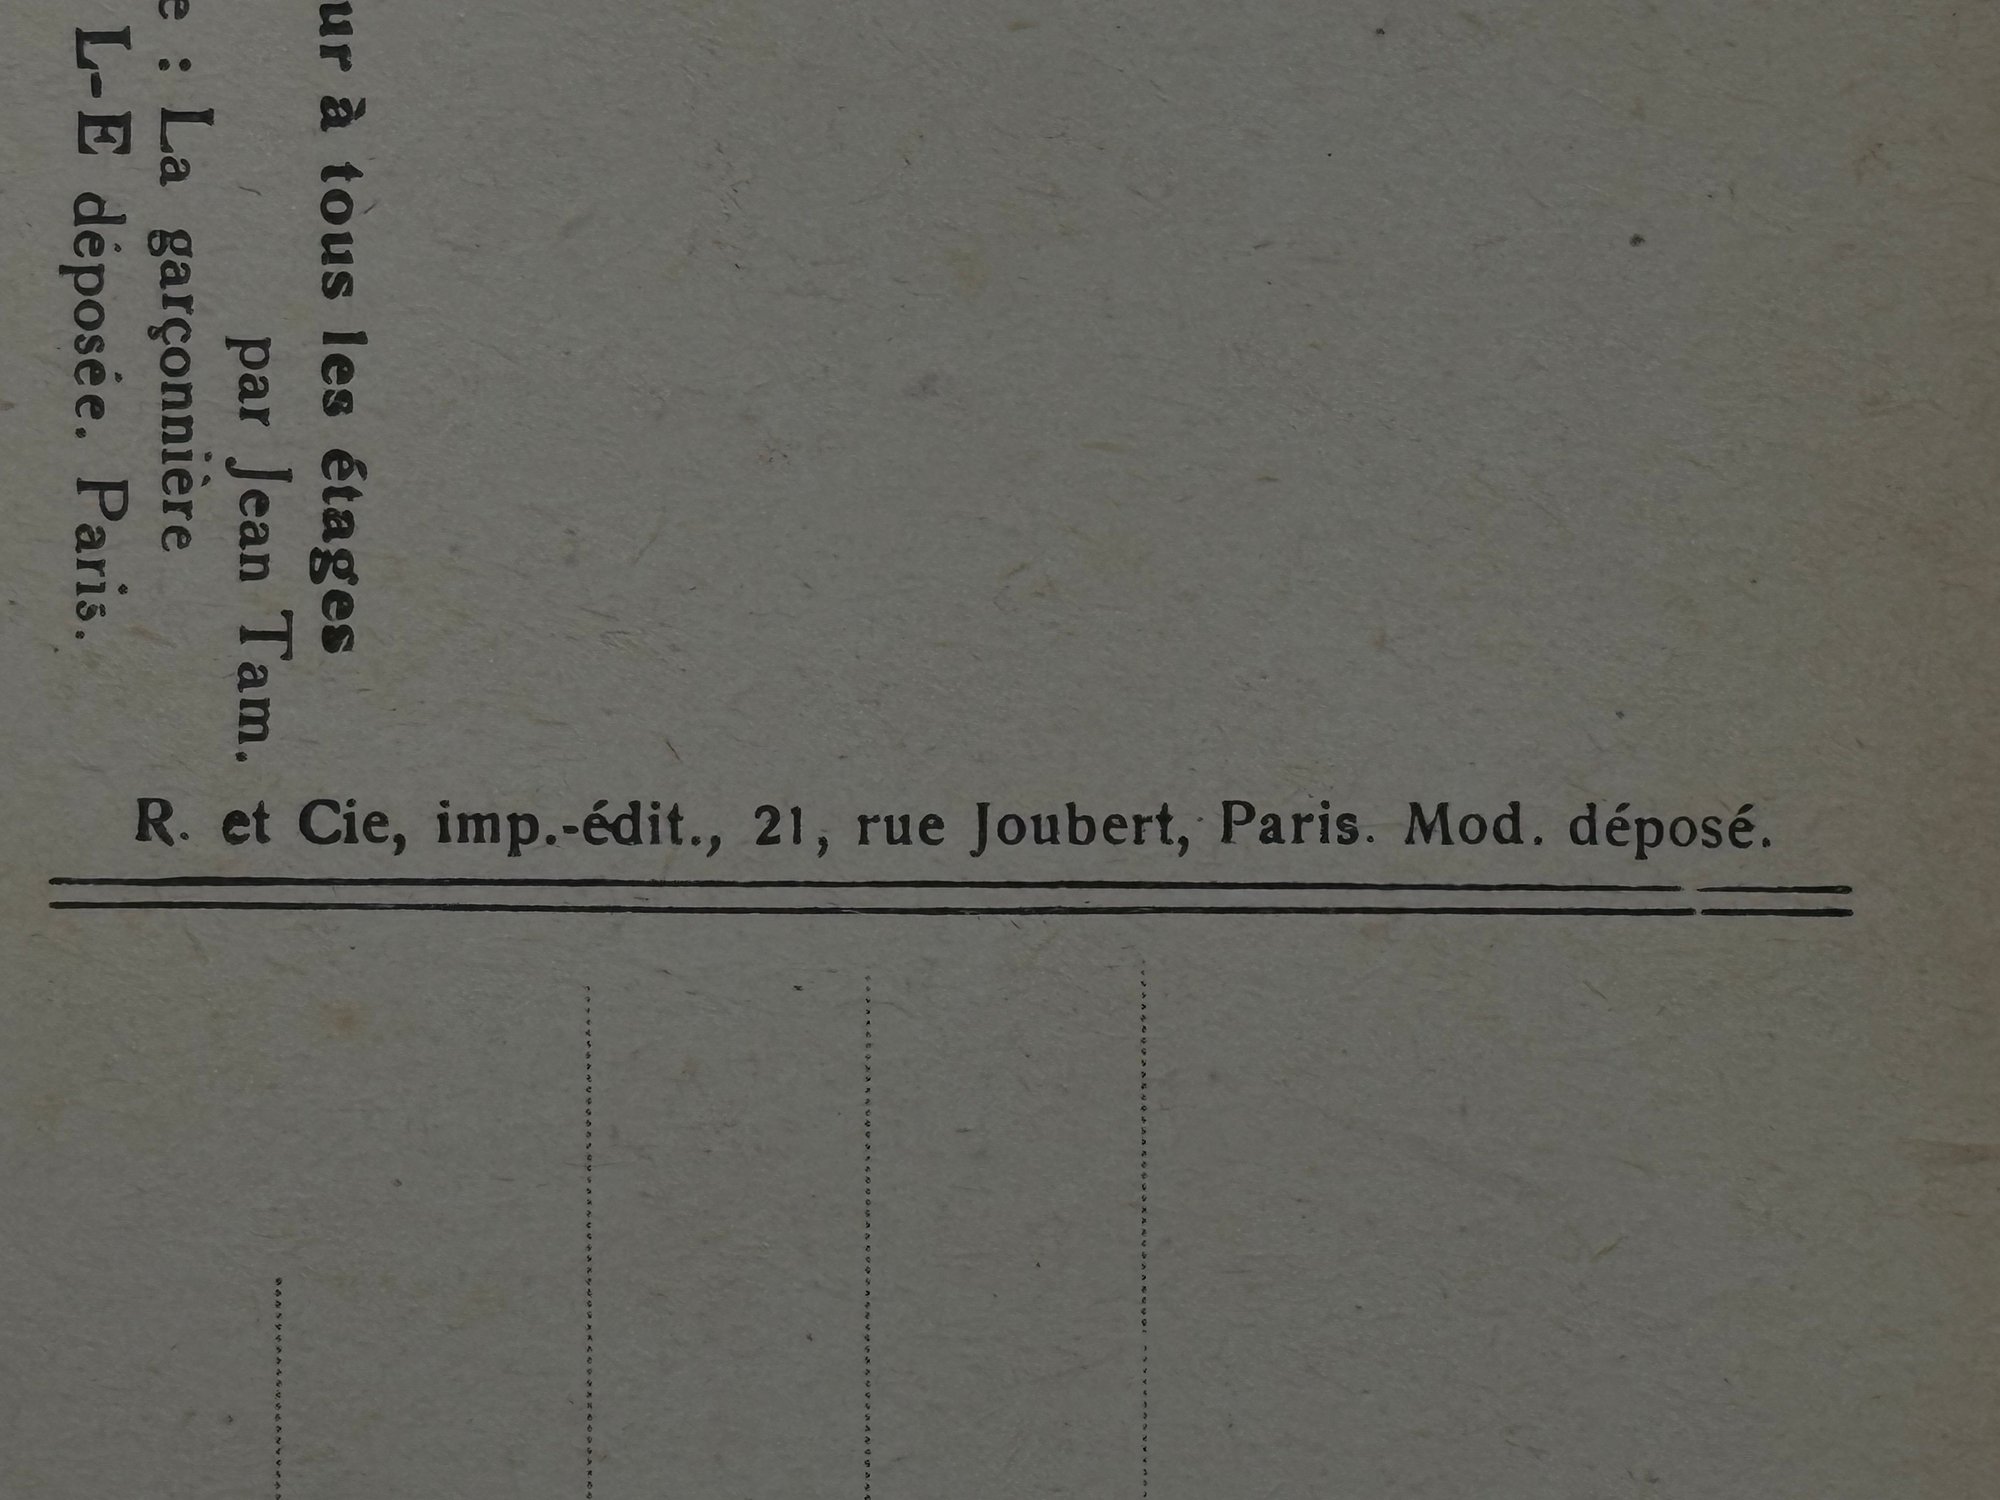 ur à tous les étages
par Jean Tam.
e : La garçonnière
L-E déposée. Paris.
R. et Cie, imp.-édit., 21, rue Joubert, Paris. Mod. déposé.